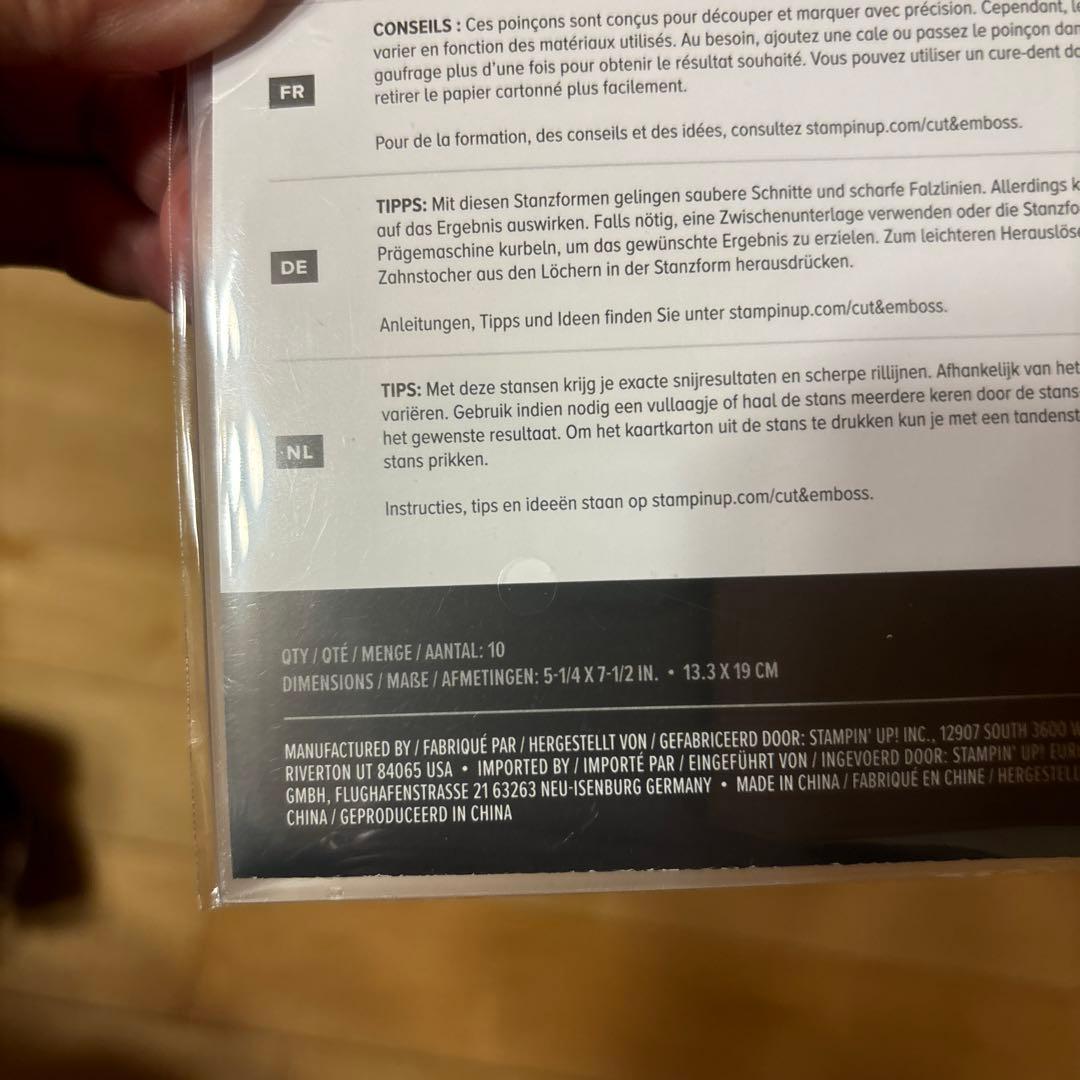 CONSEILS : Ces poinçons sont conçus pour découper et marquer avec précision. Cependant,
varier en fonction des matériaux utilisés. Au besoin, ajoutez une cale ou passez le poinçon
FR
gaufrage plus d'une fois pour obtenir le résultat souhaité. Vous pouvez utiliser un cure-dent
retirer le papier cartonné plus facilement.
Pour de la formation, des conseils et des idées, consultez stampinup.com/cut&emboss.
TIPPS: Mit diesen Stanzformen gelingen saubere Schnitte und scharfe Falzlinien. Allerdings
auf das Ergebnis auswirken. Falls nötig, eine Zwischenunterlage verwenden oder die
DE
Prägemaschine kurbeln, um das gewünschte Ergebnis zu erzielen. Zum leichteren
Zahnstocher aus den Löchern in der Stanzform herausdrücken.
Anleitungen, Tipps und Ideen finden Sie unter stampinup.com/cut&emboss.
TIPS: Met deze stansen krijg je exacte snijresultaten en scherpe rillijnen. Afhankelijk van het
variëren. Gebruik indien nodig een vullaagje of haal de stans meerdere keren door de stans
NL
het gewenste resultaat. Om het kaartkarton uit de stans te drukken kun je met een
stans prikken.
Instructies, tips en ideeën staan op stampinup.com/cut&emboss.
QTY / QTÉ / MENGE / AANTAL: 10
DIMENSIONS / MAẞE / AFMETINGEN: 5-1/4 X 7-1/2 IN. • 13.3 X 19 CM
MANUFACTURED BY / FABRIQUÉ PAR / HERGESTELLT VON / GEFABRICEERD DOOR: STAMPIN' UP! INC., 12907 SOUTH 3600 W
RIVERTON UT 84065 USA • IMPORTED BY / IMPORTÉ PAR / EINGEFÜHRT VON / INGEVOERD DOOR: STAMPIN' UP!
GMBH, FLUGHAFENSTRASSE 21 63263 NEU-ISENBURG GERMANY • MADE IN CHINA / FABRIQUÉ EN CHINE /
CHINA / GEPRODUCEERD IN CHINA